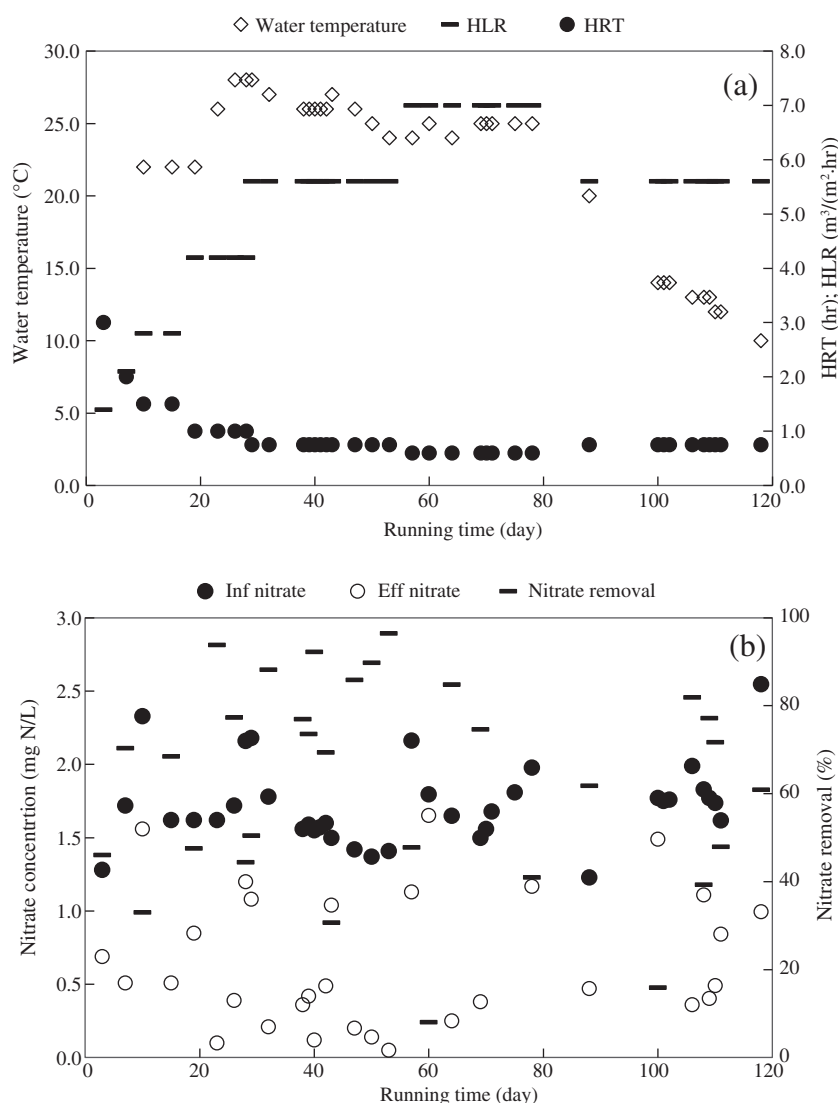 Water temperature HLR HRT
30.0 8.0
(a)
25.0 7.0
20.0 6.0
15.0 5.0
10.0 4.0
5.0 3.0
0.0 2.0
1.0
0.0
Water temperature (°C)
HRT (hr); HLR (m³/(m²·hr))
0 20 40 60 80 100 120
Running time (day)
Inf nitrate Eff nitrate Nitrate removal
3.0 100
(b)
2.5 80
2.0 60
1.5 40
1.0 20
0.5 0
0.0
Nitrate concentrtion (mg N/L)
Nitrate removal (%)
0 20 40 60 80 100 120
Running time (day)